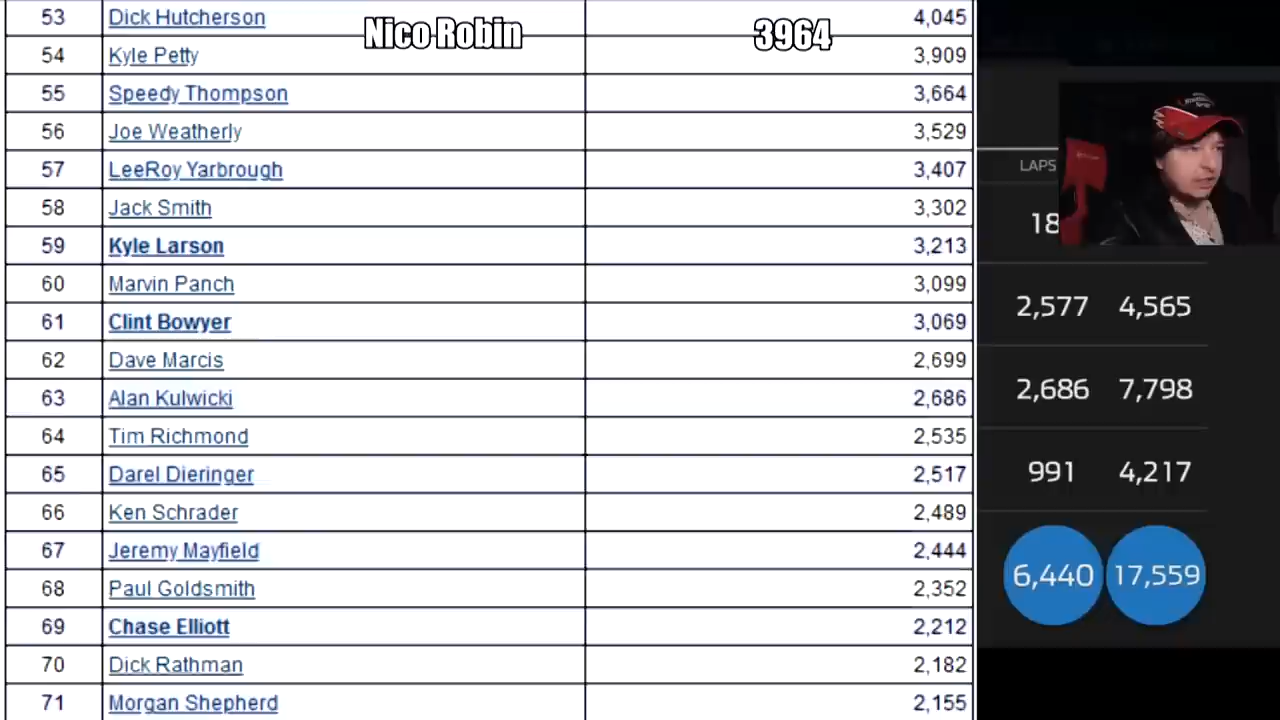 53 Dick Hutcherson 4,045
Nico Robin 3964
54 Kyle Petty 3,909
55 Speedy Thompson 3,664
56 Joe Weatherly 3,529
57 LeeRoy Yarbrough 3,407
58 Jack Smith 3,302
59 Kyle Larson 3,213
60 Marvin Panch 3,099
61 Clint Bowyer 3,069
62 Dave Marcis 2,699
63 Alan Kulwicki 2,686
64 Tim Richmond 2,535
65 Darel Dieringer 2,517
66 Ken Schrader 2,489
67 Jeremy Mayfield 2,444
68 Paul Goldsmith 2,352
69 Chase Elliott 2,212
70 Dick Rathman 2,182
71 Morgan Shepherd 2,155
LAPS
18
2,577 4,565
2,686 7,798
991 4,217
6,440 17,559